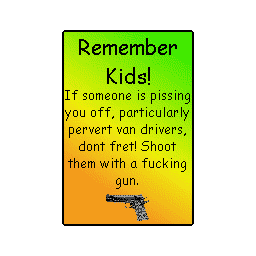 Remember
Kids!
If someone is pissing
you off, particularly
pervert van drivers,
dont fret! Shoot
them with a fucking
gun.